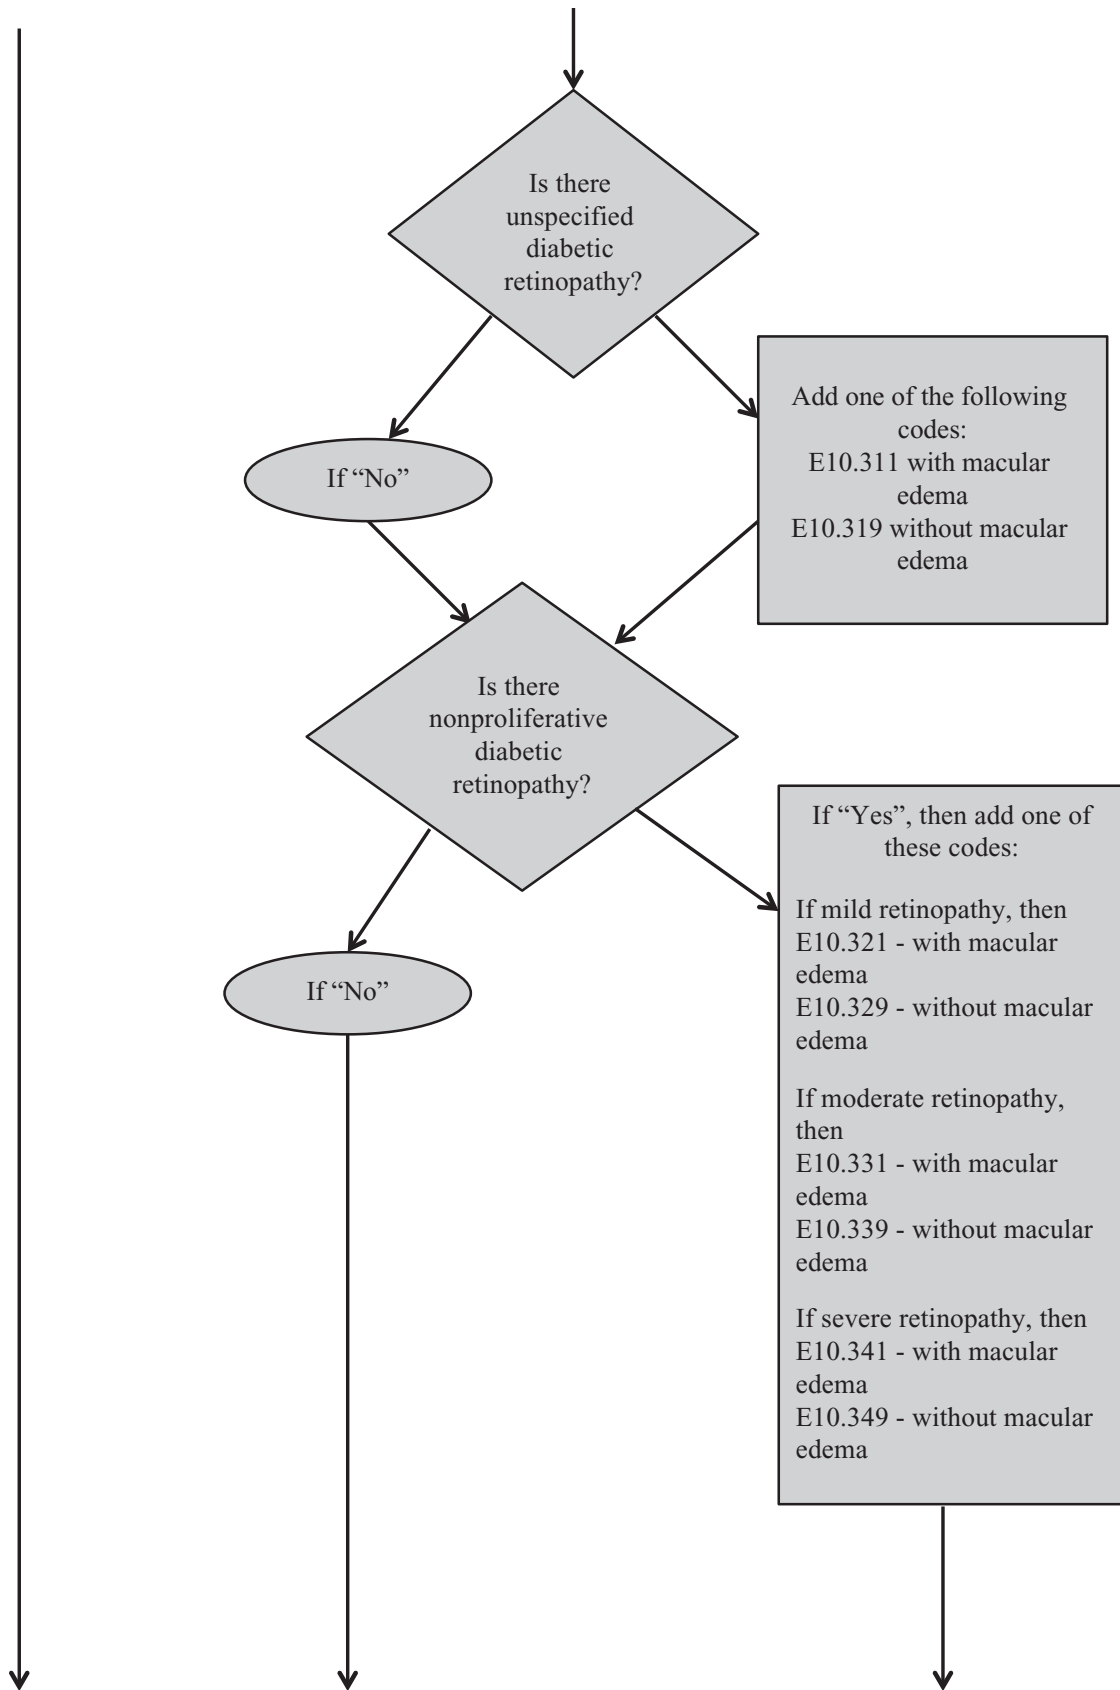 Is there
unspecified
diabetic
retinopathy?
Add one of the following
codes:
E10.311 with macular
edema
E10.319 without macular
edema
If “No”
Is there
nonproliferative
diabetic
retinopathy?
If “Yes”, then add one of
these codes:
If mild retinopathy, then
E10.321 - with macular
edema
E10.329 - without macular
edema
If moderate retinopathy,
then
E10.331 - with macular
edema
E10.339 - without macular
edema
If severe retinopathy, then
E10.341 - with macular
edema
E10.349 - without macular
edema
If “No”